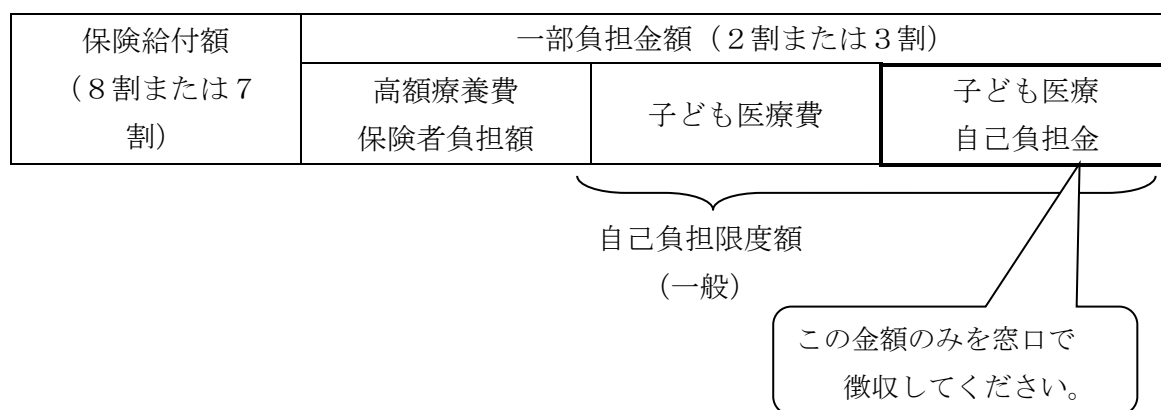 保険給付額
(8割または7
割)
一部負担金額（２割または３割）
高額療養費
保険者負担額
子ども医療費
子ども医療
自己負担金
自己負担限度額
（一般）
この金額のみを窓口で
徴収してください。